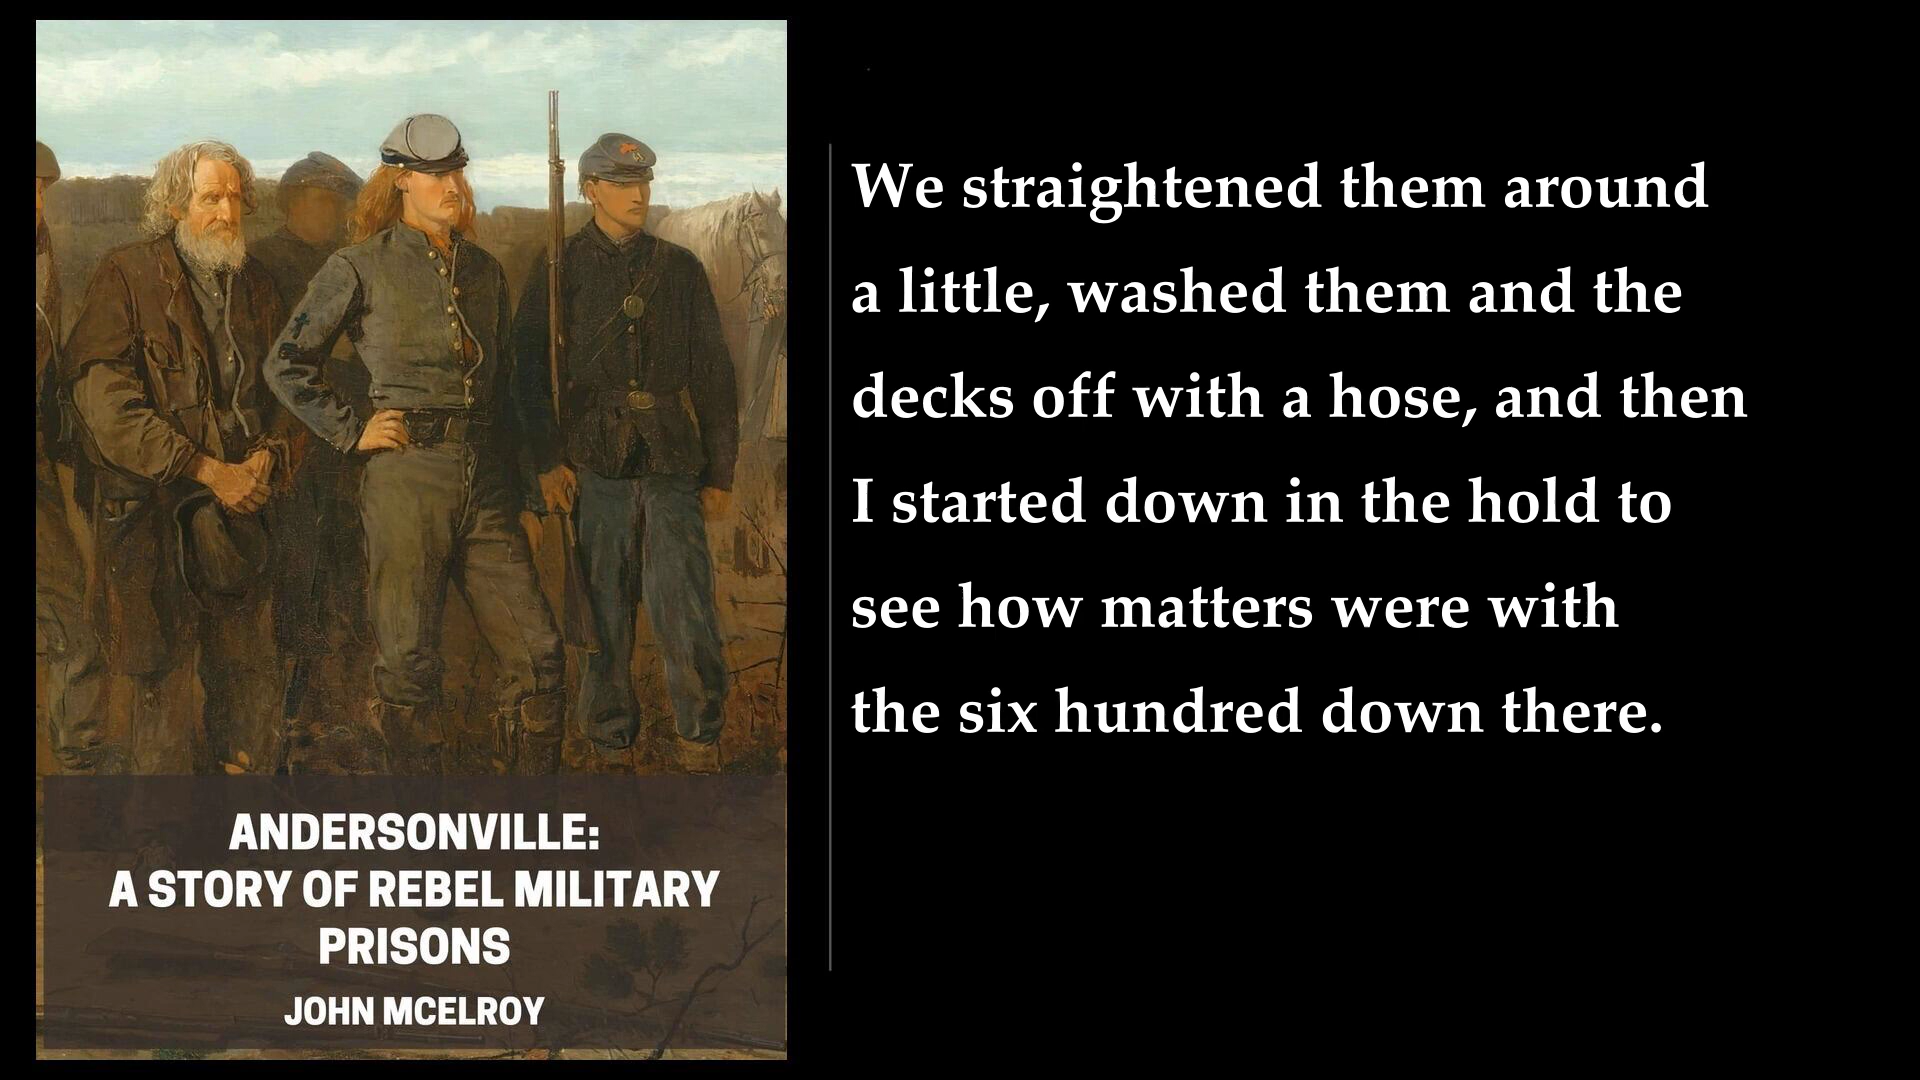 ANDERSONVILLE:
A STORY OF REBEL MILITARY
PRISONS
JOHN MCELROY
We straightened them around
a little, washed them and the
decks off with a hose, and then
I started down in the hold to
see how matters were with
the six hundred down there.